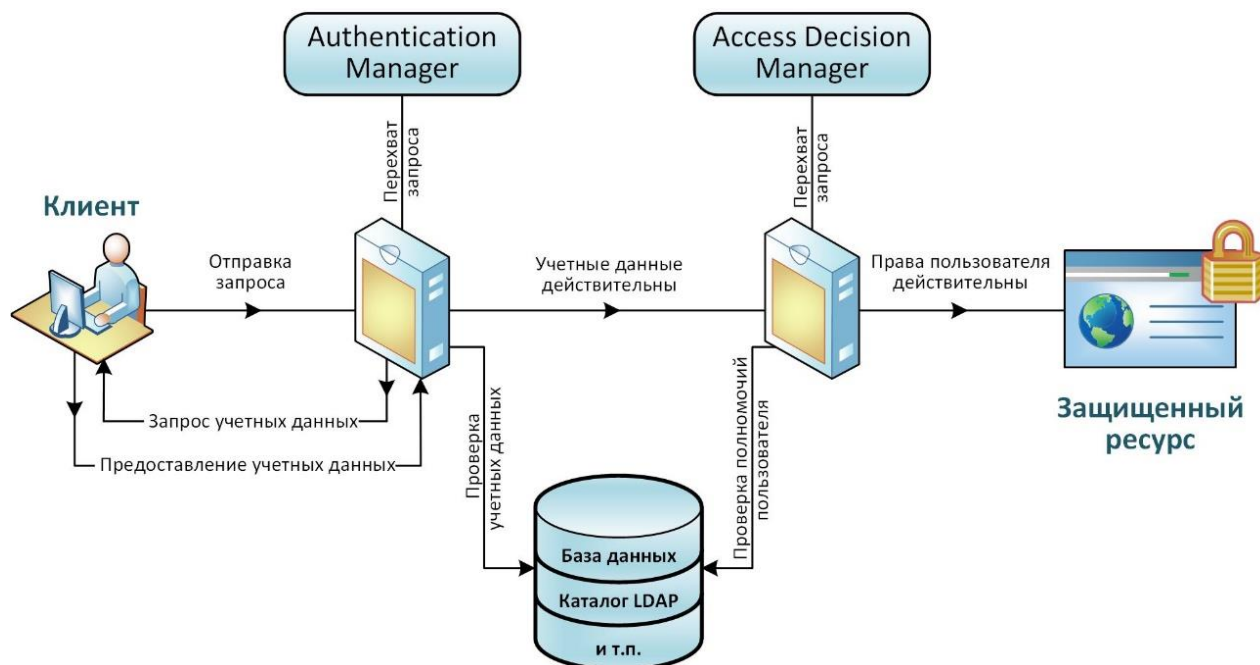 Authentication
Manager
Access Decision
Manager
Перехват
запроса
Перехват
запроса
Клиент
Отправка
запроса
Учетные данные
действительны
Права пользователя
действительны
Запрос учетных данных
Предоставление учетных данных
Проверка
учетных данных
Проверка полномочий
пользователя
Защищенный
ресурс
База данных
Каталог LDAP
и т.п.